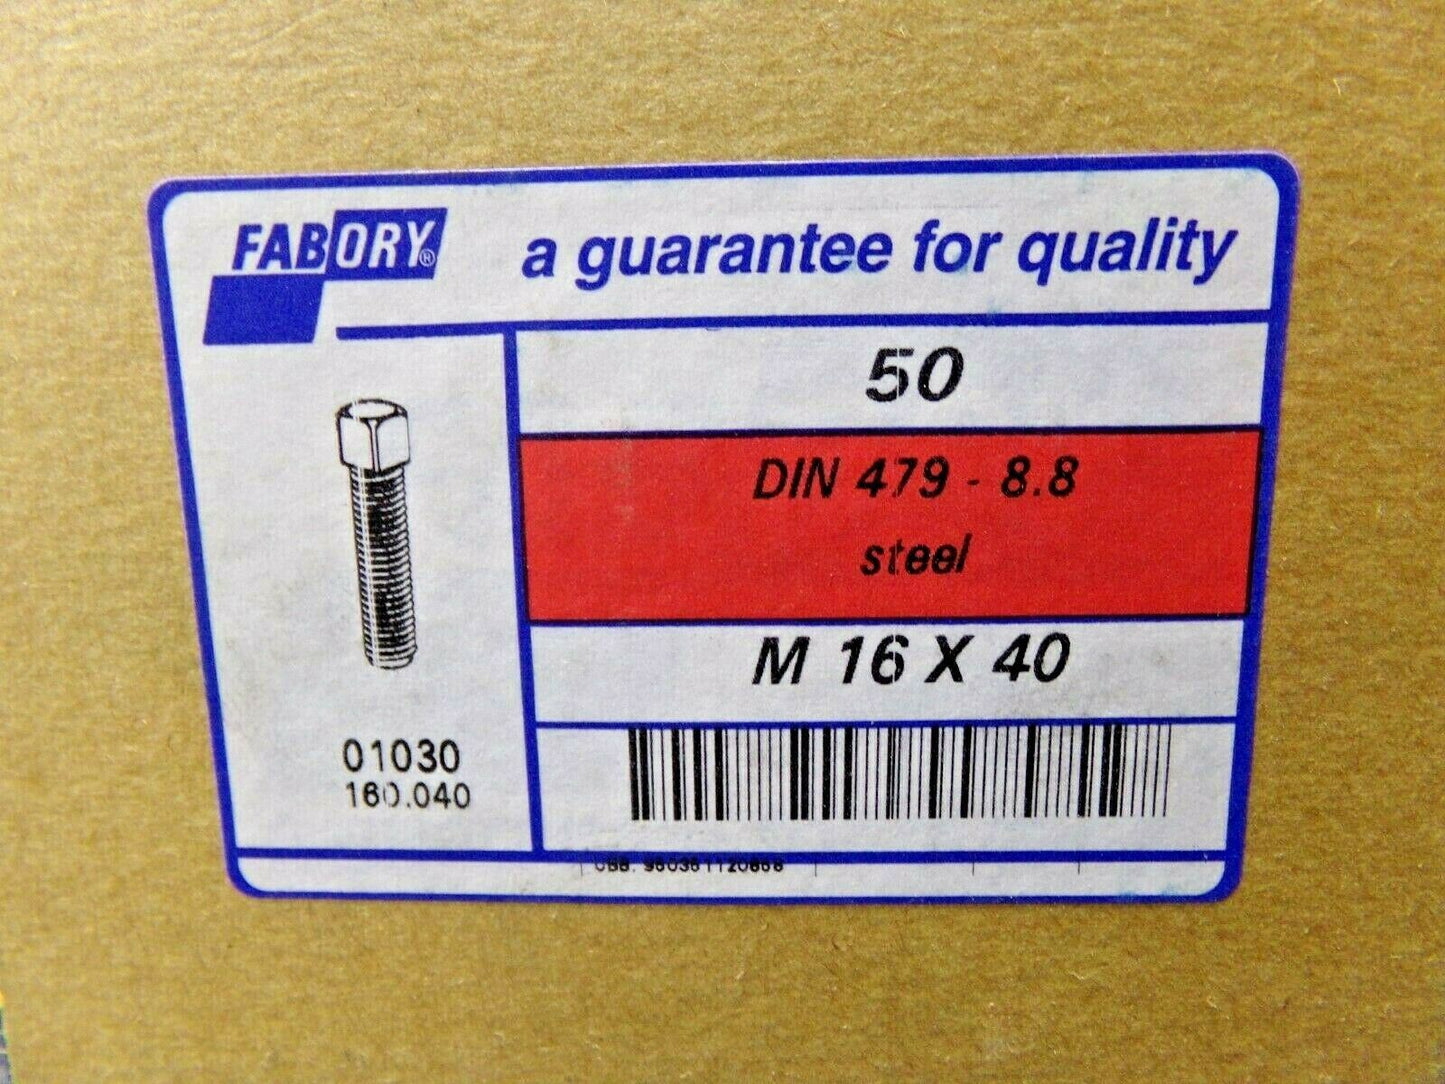 FABORY®
a guarantee for quality
50
DIN 479 - 8.8
steel
M 16 X 40
01030
160.040